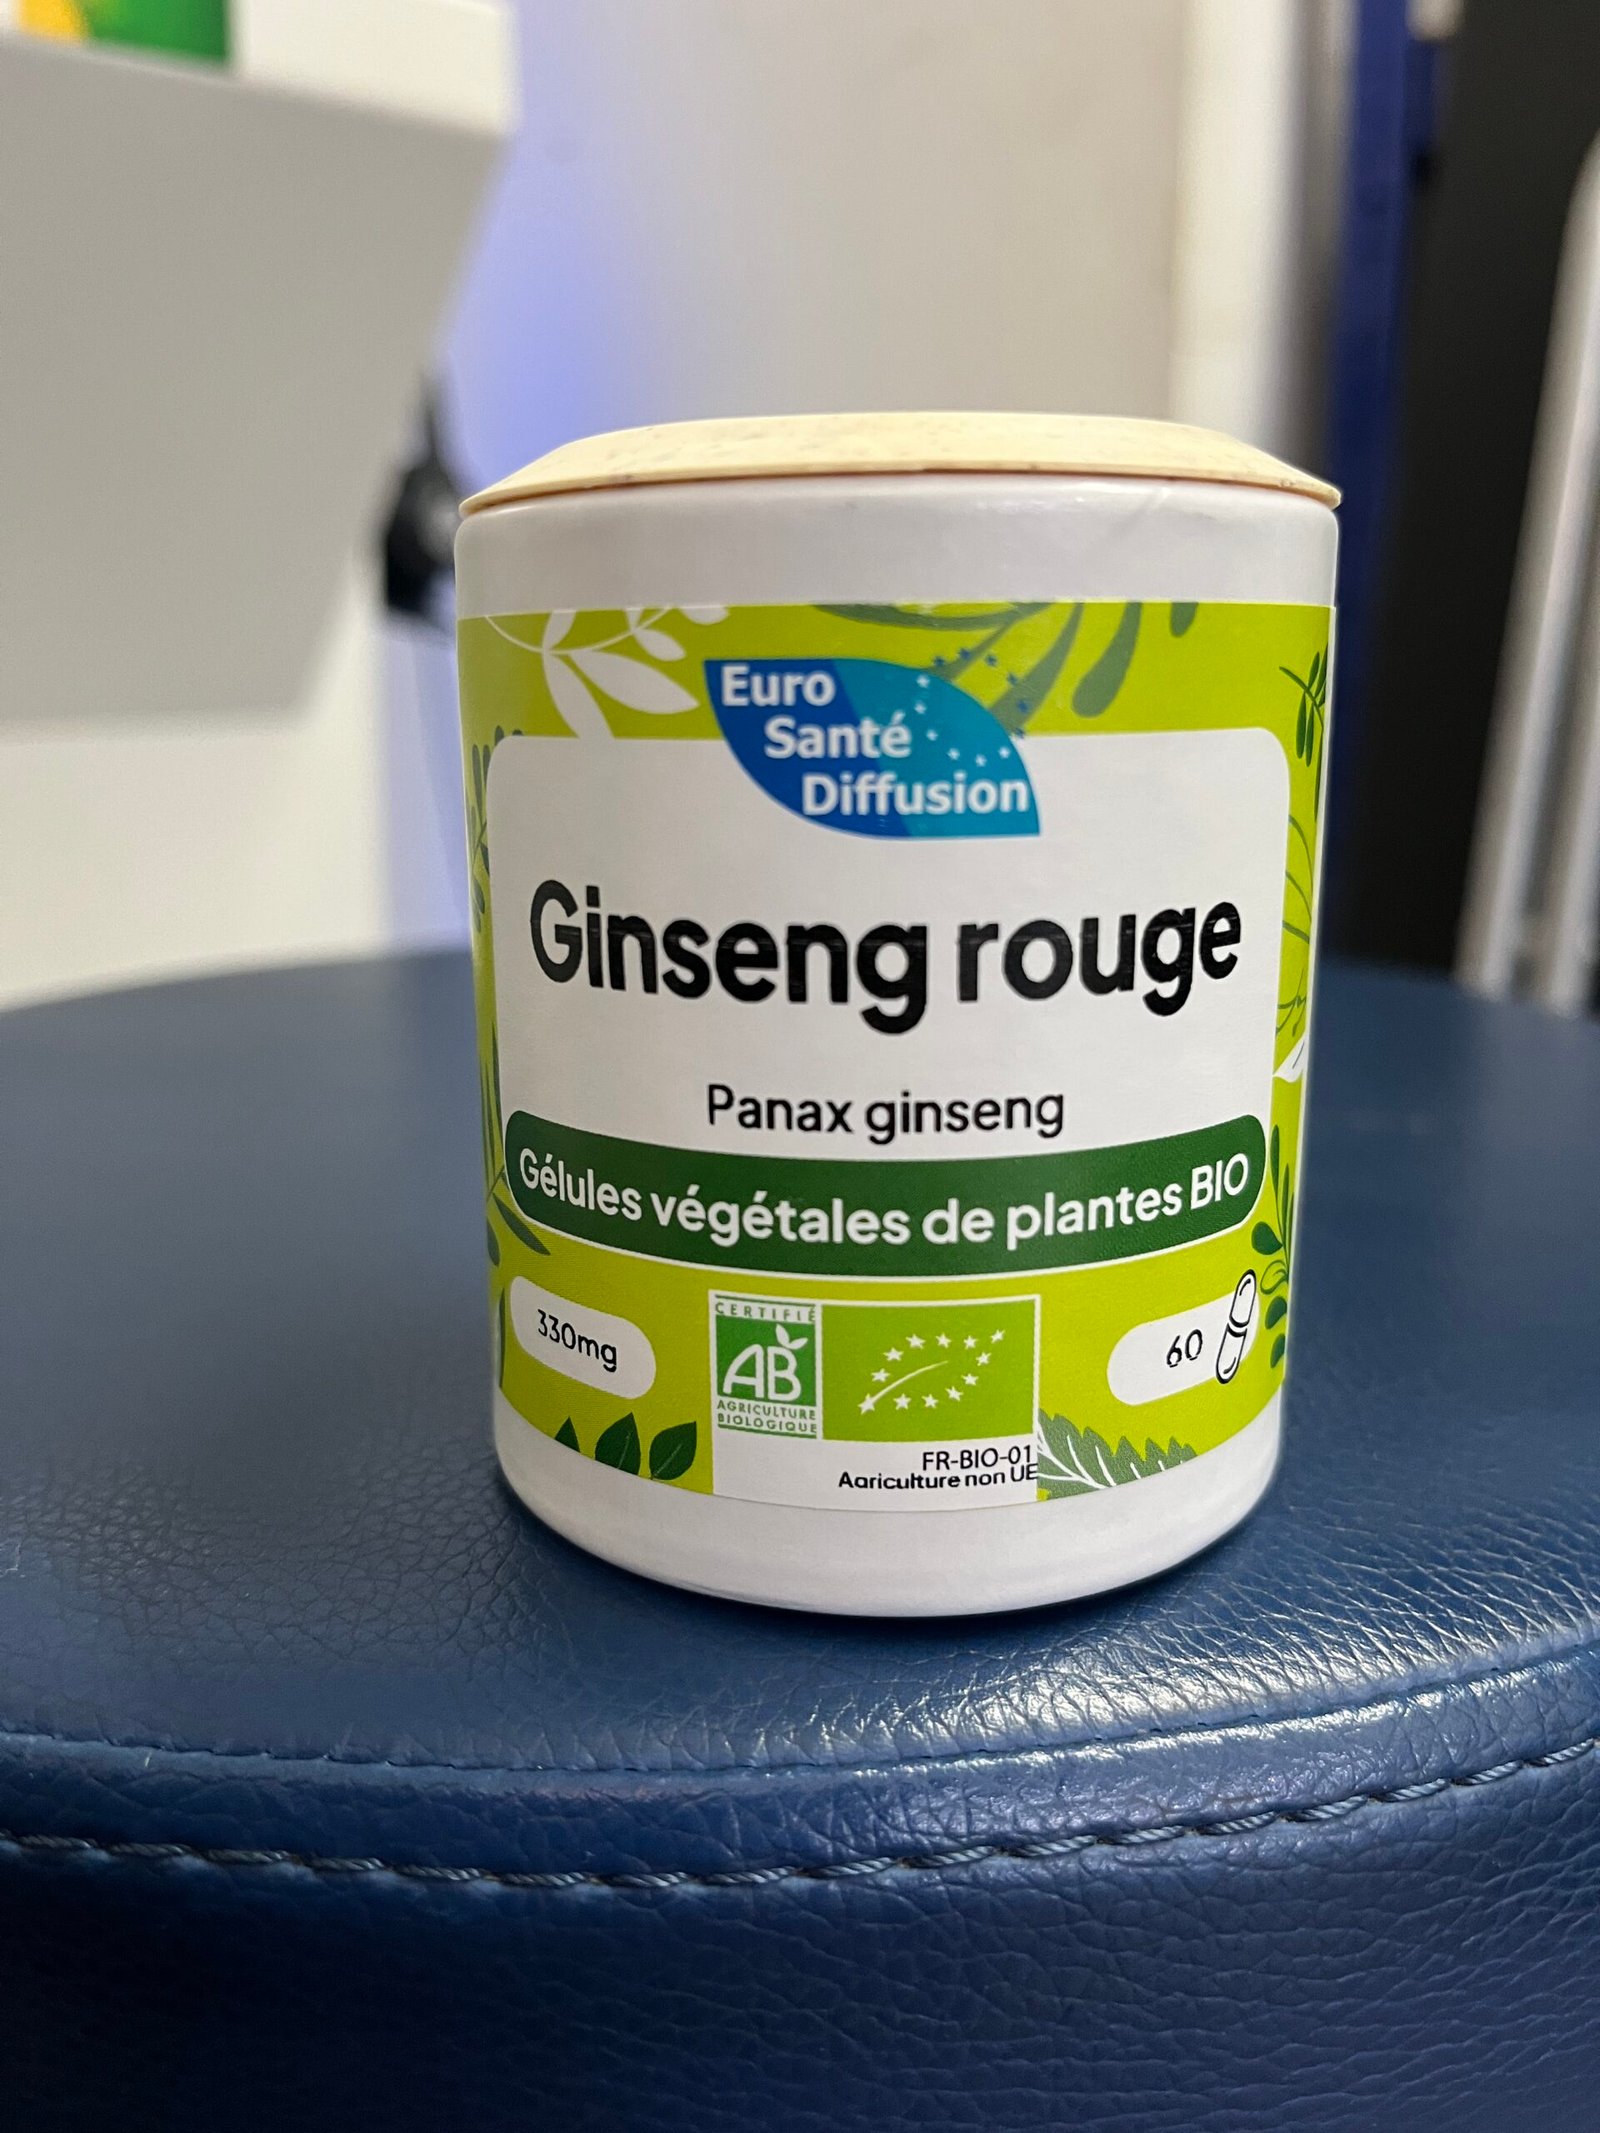 Euro
Santé
Diffusion
Ginseng rouge
Panax ginseng
Gélules végétales de plantes BIO
330mg
60
CERTIFIÉ
AB
AGRICULTURE
BIOLOGIQUE
FR-BIO-01
Agriculture non UE